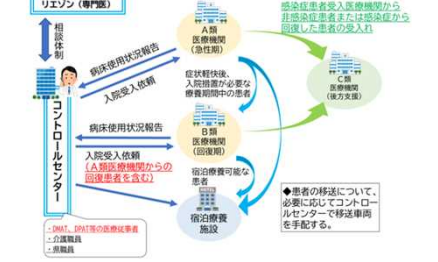 リエゾン(専門医)
相談体制
コントロールセンター
・DMAT、DPAT等の医療従事者
・介護職員
・県職員
病床使用状況報告
入院受入依頼
病床使用状況報告
入院受入依頼
(A類医療機関からの
回復患者を含む)
A類
医療機関
(急性期)
症状軽快後、
入院措置が必要な
療養期間中の患者
B類
医療機関
(回復期)
宿泊療養可能な
患者
宿泊療養
施設
感染症患者受入医療機関から
非感染症患者または感染症から
回復した患者の受入れ
C類
医療機関
(後方支援)
◆患者の移送について、
必要に応じてコントロ
ールセンターで移送車両
を手配する。